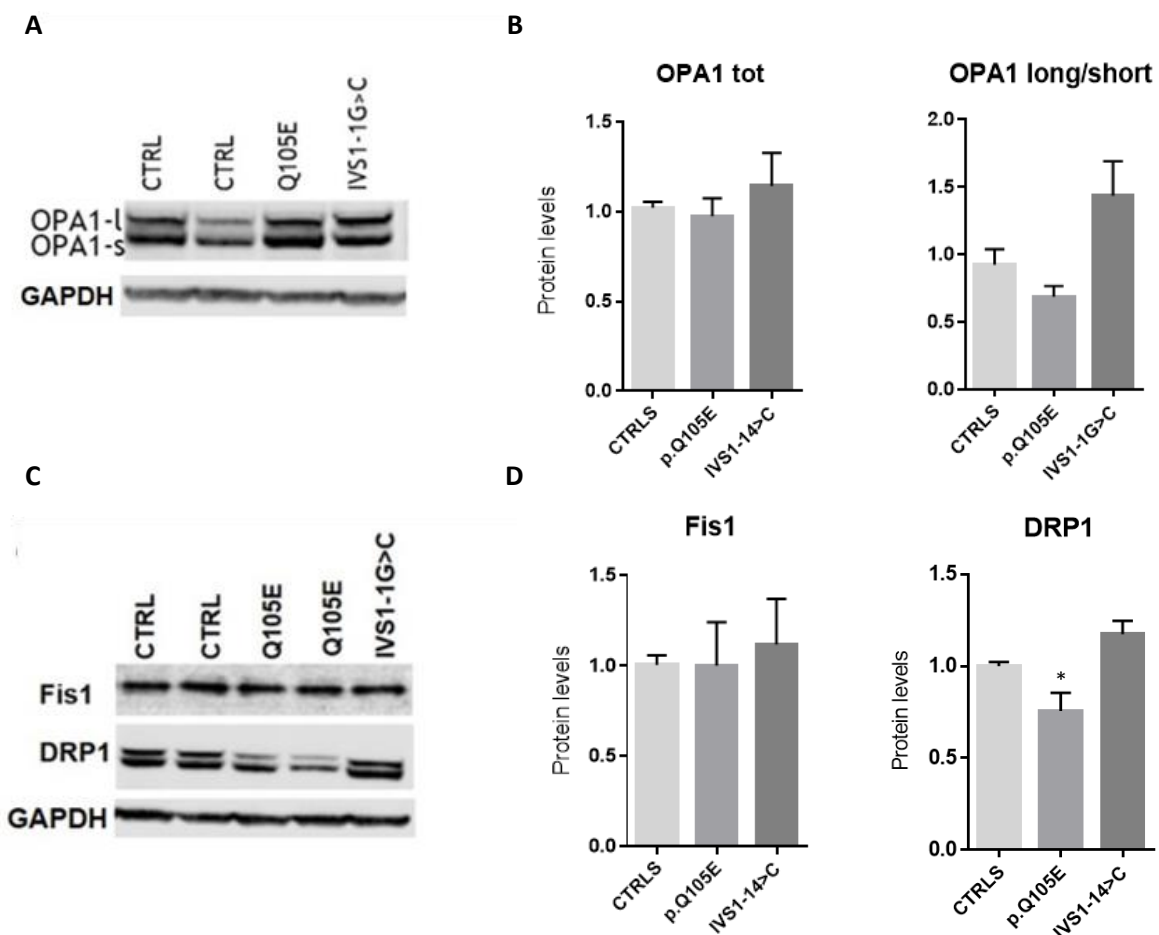 A
CTRL
CTRL
Q105E
IVS1-1G>C
OPA1-l
OPA1-s
GAPDH
B
OPA1 tot
Protein levels
1.5
1.0
0.5
0.0
CTRLS
p.Q105E
IVS1-14>C
OPA1 long/short
2.0
1.5
1.0
0.5
0.0
CTRLS
p.Q105E
IVS1-1G>C
C
CTRL
CTRL
Q105E
Q105E
IVS1-1G>C
Fis1
DRP1
GAPDH
D
Fis1
Protein levels
1.5
1.0
0.5
0.0
CTRLS
p.Q105E
IVS1-14>C
DRP1
Protein levels
1.5
1.0
0.5
0.0
*
CTRLS
p.Q105E
IVS1-14>C